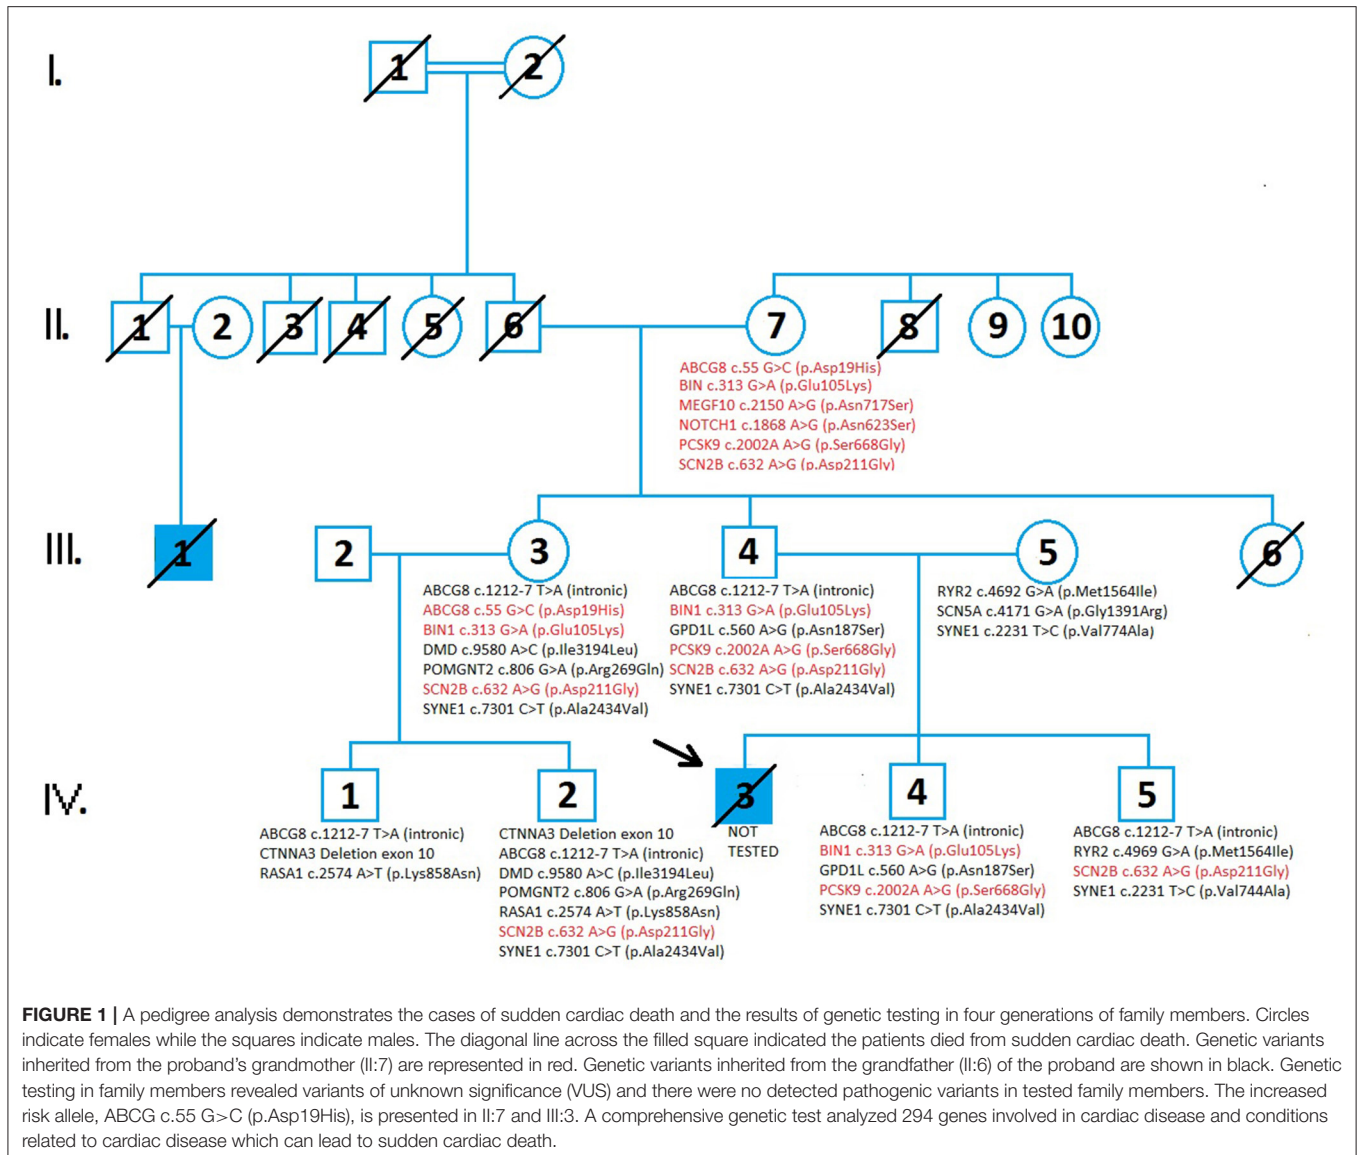 I.
1
2
II.
1
2
3
4
5
6
7
8
9
10
ABCG8 c.55 G>C (p.Asp19His)
BIN c.313 G>A (p.Glu105Lys)
MEGF10 c.2150 A>G (p.Asn717Ser)
NOTCH1 c.1868 A>G (p.Asn623Ser)
PCSK9 c.2002A A>G (p.Ser668Gly)
SCN2B c.632 A>G (p.Asp211Gly)
III.
1
2
3
4
5
6
ABCG8 c.1212-7 T>A (intronic)
ABCG8 c.55 G>C (p.Asp19His)
BIN1 c.313 G>A (p.Glu105Lys)
DMD c.9580 A>C (p.Ile3194Leu)
POMGNT2 c.806 G>A (p.Arg269Gln)
SCN2B c.632 A>G (p.Asp211Gly)
SYNE1 c.7301 C>T (p.Ala2434Val)
ABCG8 c.1212-7 T>A (intronic)
BIN1 c.313 G>A (p.Glu105Lys)
GPD1L c.560 A>G (p.Asn187Ser)
PCSK9 c.2002A A>G (p.Ser668Gly)
SCN2B c.632 A>G (p.Asp211Gly)
SYNE1 c.7301 C>T (p.Ala2434Val)
RYR2 c.4692 G>A (p.Met1564Ile)
SCN5A c.4171 G>A (p.Gly1391Arg)
SYNE1 c.2231 T>C (p.Val774Ala)
IV.
1
2
3
4
5
ABCG8 c.1212-7 T>A (intronic)
CTNNA3 Deletion exon 10
RASA1 c.2574 A>T (p.Lys858Asn)
CTNNA3 Deletion exon 10
ABCG8 c.1212-7 T>A (intronic)
DMD c.9580 A>C (p.Ile3194Leu)
POMGNT2 c.806 G>A (p.Arg269Gln)
RASA1 c.2574 A>T (p.Lys858Asn)
SCN2B c.632 A>G (p.Asp211Gly)
SYNE1 c.7301 C>T (p.Ala2434Val)
NOT
TESTED
ABCG8 c.1212-7 T>A (intronic)
BIN1 c.313 G>A (p.Glu105Lys)
GPD1L c.560 A>G (p.Asn187Ser)
PCSK9 c.2002A A>G (p.Ser668Gly)
SYNE1 c.7301 C>T (p.Ala2434Val)
ABCG8 c.1212-7 T>A (intronic)
RYR2 c.4969 G>A (p.Met1564Ile)
SCN2B c.632 A>G (p.Asp211Gly)
SYNE1 c.2231 T>C (p.Val744Ala)
FIGURE 1 | A pedigree analysis demonstrates the cases of sudden cardiac death and the results of genetic testing in four generations of family members. Circles
indicate females while the squares indicate males. The diagonal line across the filled square indicated the patients died from sudden cardiac death. Genetic variants
inherited from the proband's grandmother (II:7) are represented in red. Genetic variants inherited from the grandfather (II:6) of the proband are shown in black. Genetic
testing in family members revealed variants of unknown significance (VUS) and there were no detected pathogenic variants in tested family members. The increased
risk allele, ABCG c.55 G>C (p.Asp19His), is presented in II:7 and III:3. A comprehensive genetic test analyzed 294 genes involved in cardiac disease and conditions
related to cardiac disease which can lead to sudden cardiac death.